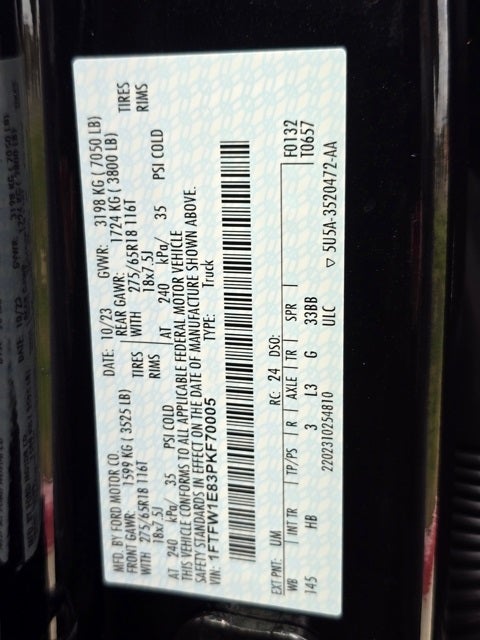 MFD. BY FORD MOTOR CO.
DATE: 10/23 GVWR: 3198 KG ( 7050 LB)
FRONT GAWR: 1599 KG ( 3525 LB) REAR GAWR: 1724 KG ( 3800 LB)
WITH 275/65R18 116T TIRES WITH 275/65R18 116T TIRES
18x7.5J RIMS 18x7.5J RIMS
AT 240 kPa/ 35 PSI COLD AT 240 kPa/ 35 PSI COLD
THIS VEHICLE CONFORMS TO ALL APPLICABLE FEDERAL MOTOR VEHICLE
SAFETY STANDARDS IN EFFECT ON THE DATE OF MANUFACTURE SHOWN ABOVE.
VIN: 1FTFW1E83PKF70005 TYPE: Truck
F0132
T0657
EXT PNT: UM RC: 24 DSO:
WB INT TR TP/PS R AXLE TR SPR
145 HB 3 L3 G 33BB
ULC
▽ 5U5A-3520472-AA
2202310254810